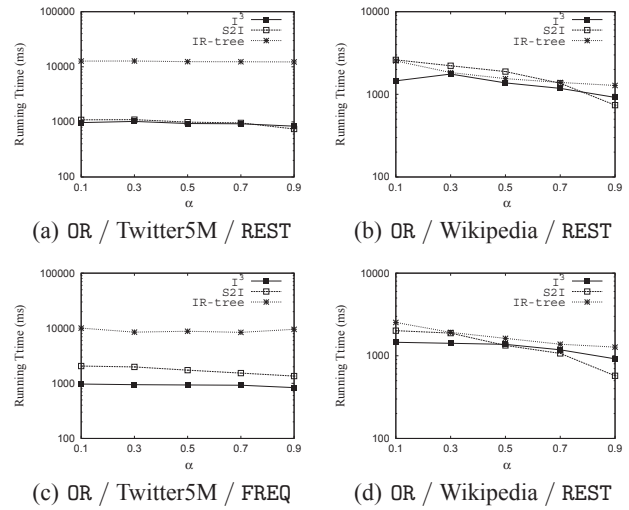 I³
S2I
IR-tree
Running Ttime (ms)
100000
10000
1000
100
0.1 0.3 0.5 0.7 0.9
α
(a) OR / Twitter5M / REST
I³
S2I
IR-tree
Running Ttime (ms)
10000
1000
100
0.1 0.3 0.5 0.7 0.9
α
(b) OR / Wikipedia / REST
I³
S2I
IR-tree
Running Ttime (ms)
100000
10000
1000
100
0.1 0.3 0.5 0.7 0.9
α
(c) OR / Twitter5M / FREQ
I³
S2I
IR-tree
Running Ttime (ms)
10000
1000
100
0.1 0.3 0.5 0.7 0.9
α
(d) OR / Wikipedia / REST